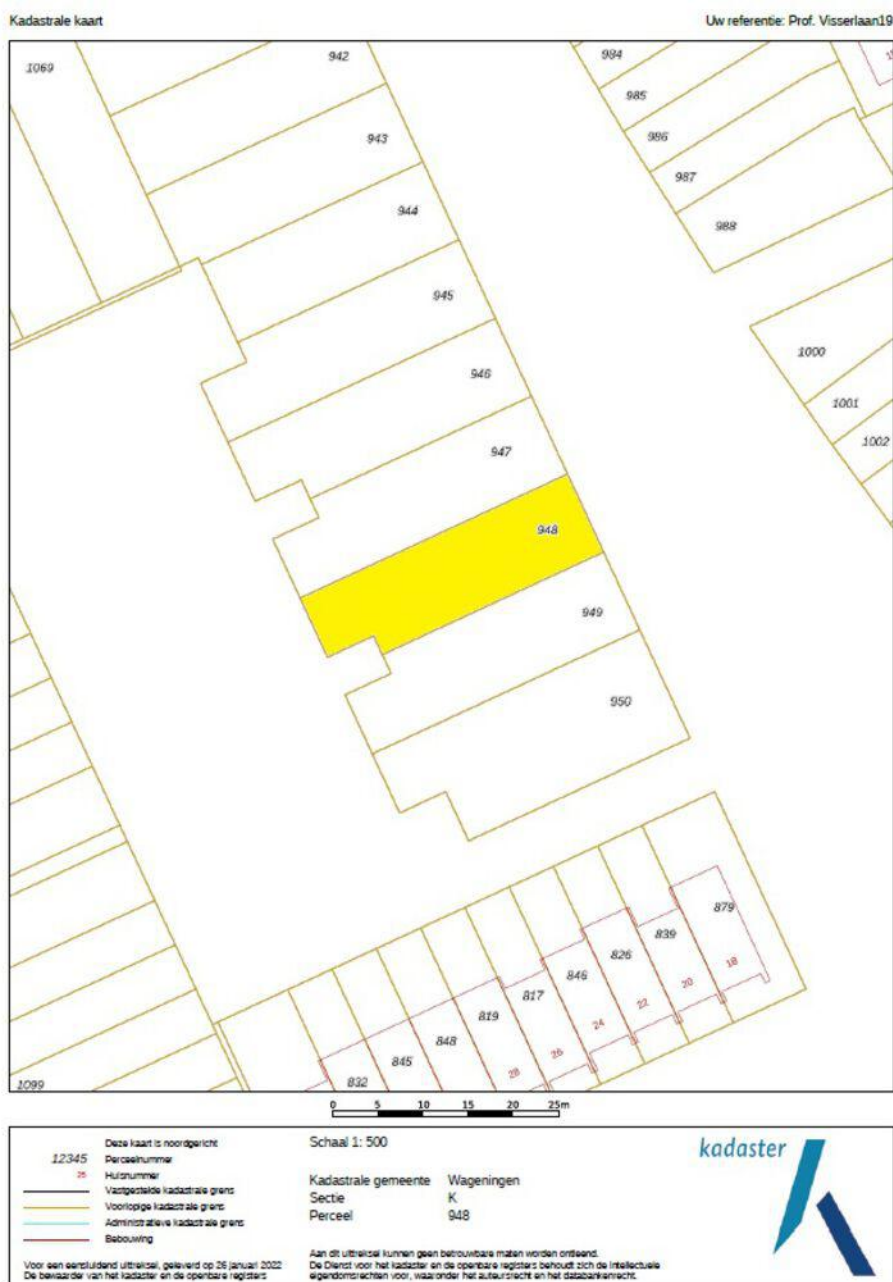 Kadastrale kaart
Uw referentie: Prof. Visserlaan19
1069
942
943
944
945
946
947
948
949
950
984
985
986
987
988
1000
1001
1002
879
839
826
846
817
819
848
845
832
18
20
22
24
26
28
1099
0 5 10 15 20 25m
Deze kaart is noordgericht
12345 Perceelnummer
25 Huisnummer
Vastgestelde kadastrale grens
Voorlopige kadastrale grens
Administratieve kadastrale grens
Bebouwing
Voor een eensluidend uittreksel, geleverd op 26 januari 2022
De bewaarder van het kadaster en de openbare registers
Schaal 1: 500
Kadastrale gemeente Wageningen
Sectie K
Perceel 948
Aan dit uittreksel kunnen geen betrouwbare maten worden ontleend.
De Dienst voor het kadaster en de openbare registers behoudt zich de intellectuele
eigendomsrechten voor, waaronder het auteursrecht en het databankenrecht.
kadaster